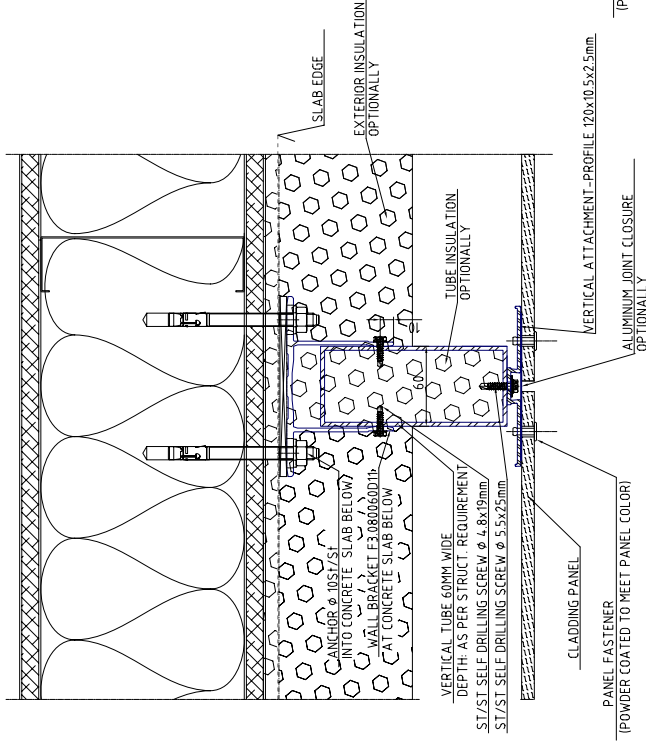 (P
SLAB EDGE
EXTERIOR INSULATION
OPTIONALLY
TUBE INSULATION
OPTIONALLY
VERTICAL ATTACHMENT-PROFILE 120x10.5x2.5mm
ALUMINUM JOINT CLOSURE
OPTIONALLY
10
60
ANCHOR ϕ 10St/St
INTO CONCRETE SLAB BELOW
WALL BRACKET F3.080060D11
AT CONCRETE SLAB BELOW
VERTICAL TUBE 60MM WIDE
DEPTH: AS PER STRUCT. REQUIREMENT
ST/ST SELF DRILLING SCREW ϕ 4.8x19mm
ST/ST SELF DRILLING SCREW ϕ 5.5x25mm
CLADDING PANEL
PANEL FASTENER
(POWDER COATED TO MEET PANEL COLOR)